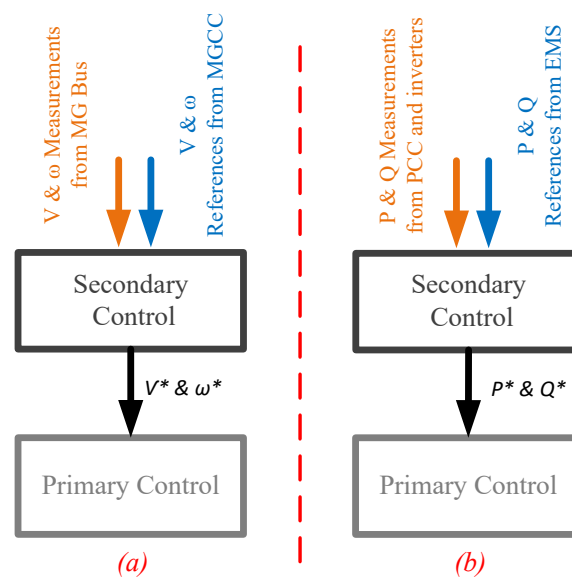 V & ω Measurements
from MG Bus
V & ω
References from MGCC
Secondary
Control
V* & ω*
Primary Control
(a)
P & Q Measurements
from PCC and inverters
P & Q
References from EMS
Secondary
Control
P* & Q*
Primary Control
(b)